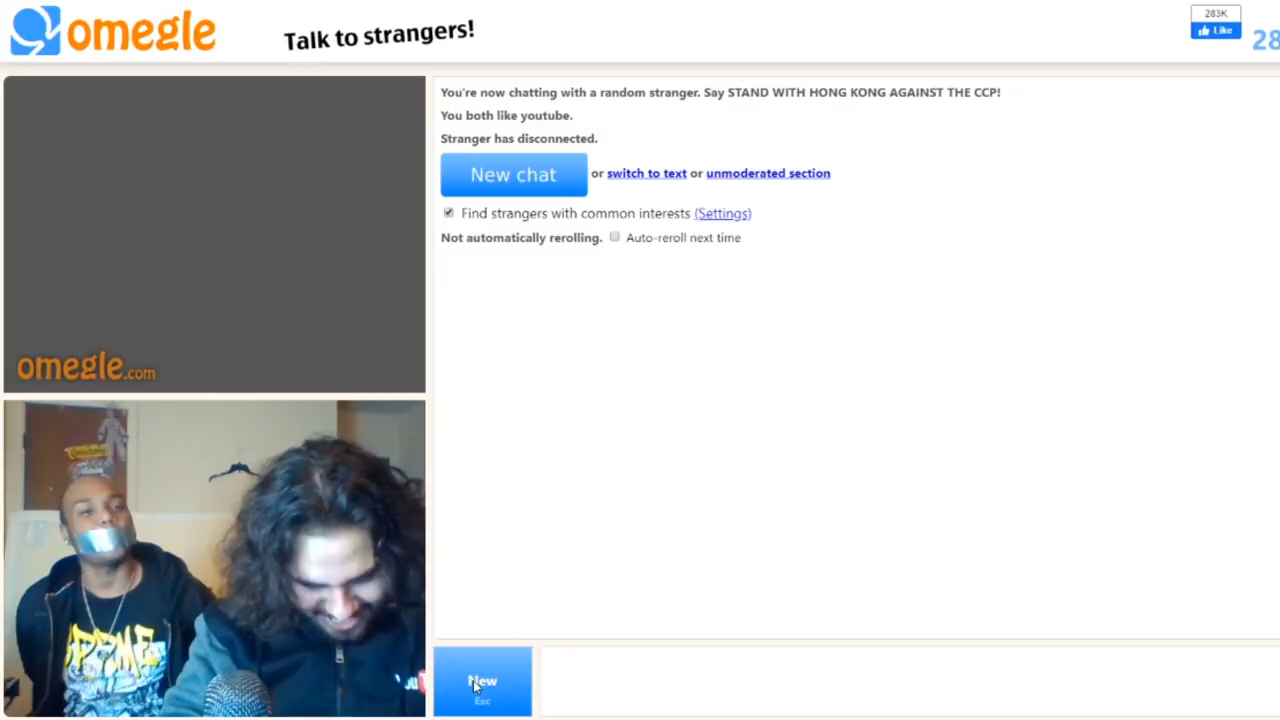 omegle
Talk to strangers!
283K
Like
28
You're now chatting with a random stranger. Say STAND WITH HONG KONG AGAINST THE CCP!
You both like youtube.
Stranger has disconnected.
New chat or switch to text or unmoderated section
Find strangers with common interests (Settings)
Not automatically rerolling. Auto-reroll next time
omegle.com
New
Esc